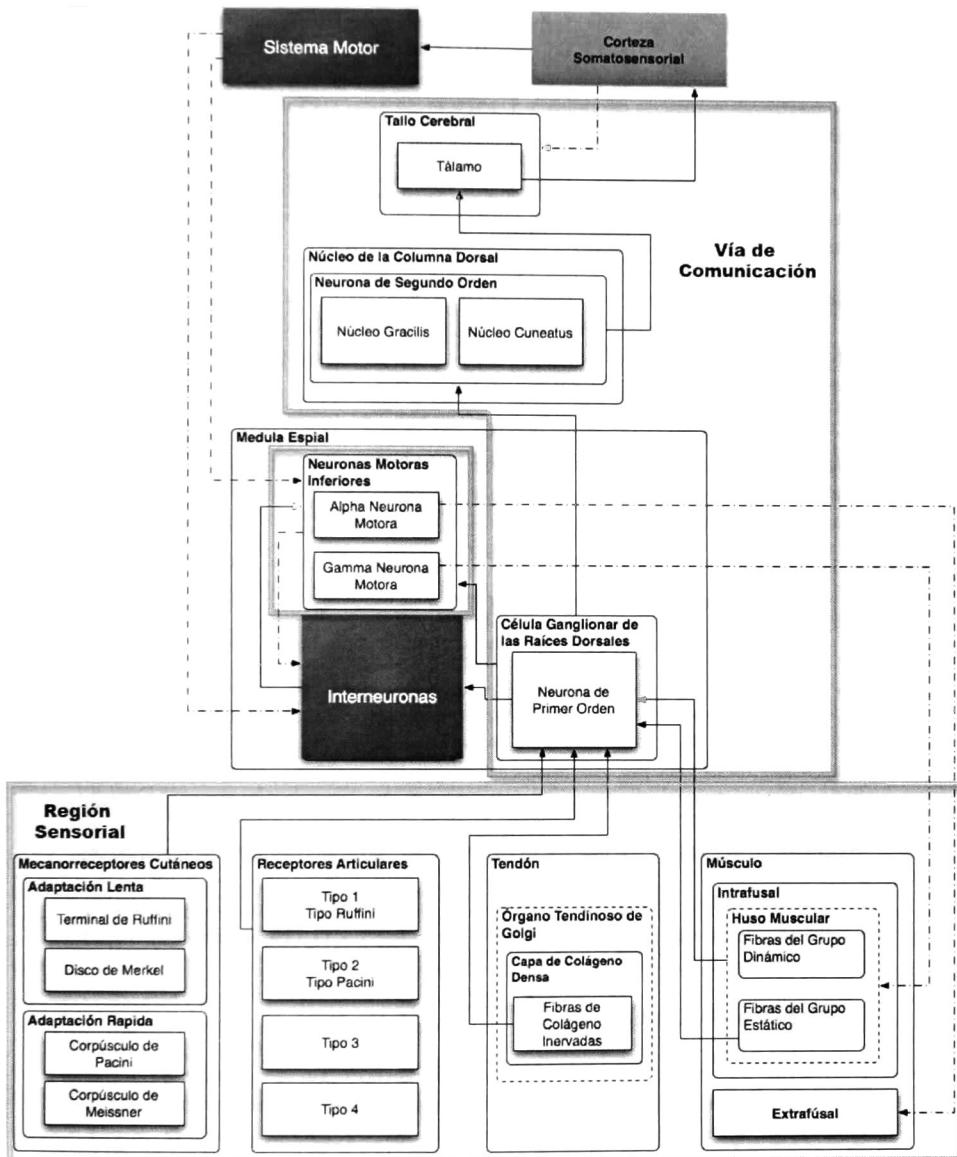 Sistema Motor
Corteza
Somatosensorial
Tallo Cerebral
Tálamo
Vía de
Comunicación
Núcleo de la Columna Dorsal
Neurona de Segundo Orden
Núcleo Gracilis
Núcleo Cuneatus
Medula Espial
Neuronas Motoras
Inferiores
Alpha Neurona
Motora
Gamma Neurona
Motora
Interneuronas
Célula Ganglionar de
las Raíces Dorsales
Neurona de
Primer Orden
Región
Sensorial
Mecanorreceptores Cutáneos
Adaptación Lenta
Terminal de Ruffini
Disco de Merkel
Adaptación Rapida
Corpúsculo de
Pacini
Corpúsculo de
Meissner
Receptores Articulares
Tipo 1
Tipo Ruffini
Tipo 2
Tipo Pacini
Tipo 3
Tipo 4
Tendón
Órgano Tendinoso de
Golgi
Capa de Colágeno
Densa
Fibras de
Colágeno
Inervadas
Músculo
Intrafusal
Huso Muscular
Fibras del Grupo
Dinámico
Fibras del Grupo
Estático
Extrafúsal